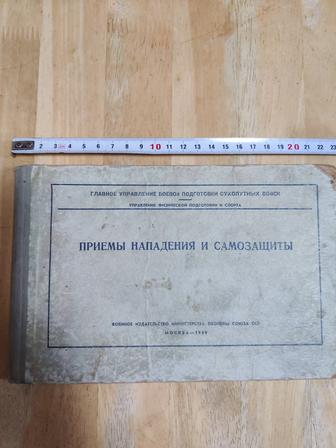 2 3 4 5 6 7 8 9 10 11 12 13 14 15 16 17 18 19 20 21 22 23
ГЛАВНОЕ УПРАВЛЕНИЕ БОЕВОЙ ПОДГОТОВКИ СУХОПУТНЫХ ВОЙСК
УПРАВЛЕНИЕ ФИЗИЧЕСКОЙ ПОДГОТОВКИ И СПОРТА
ПРИЕМЫ НАПАДЕНИЯ И САМОЗАЩИТЫ
ВОЕННОЕ ИЗДАТЕЛЬСТВО МИНИСТЕРСТВА ОБОРОНЫ СОЮЗА ССР
МОСКВА—